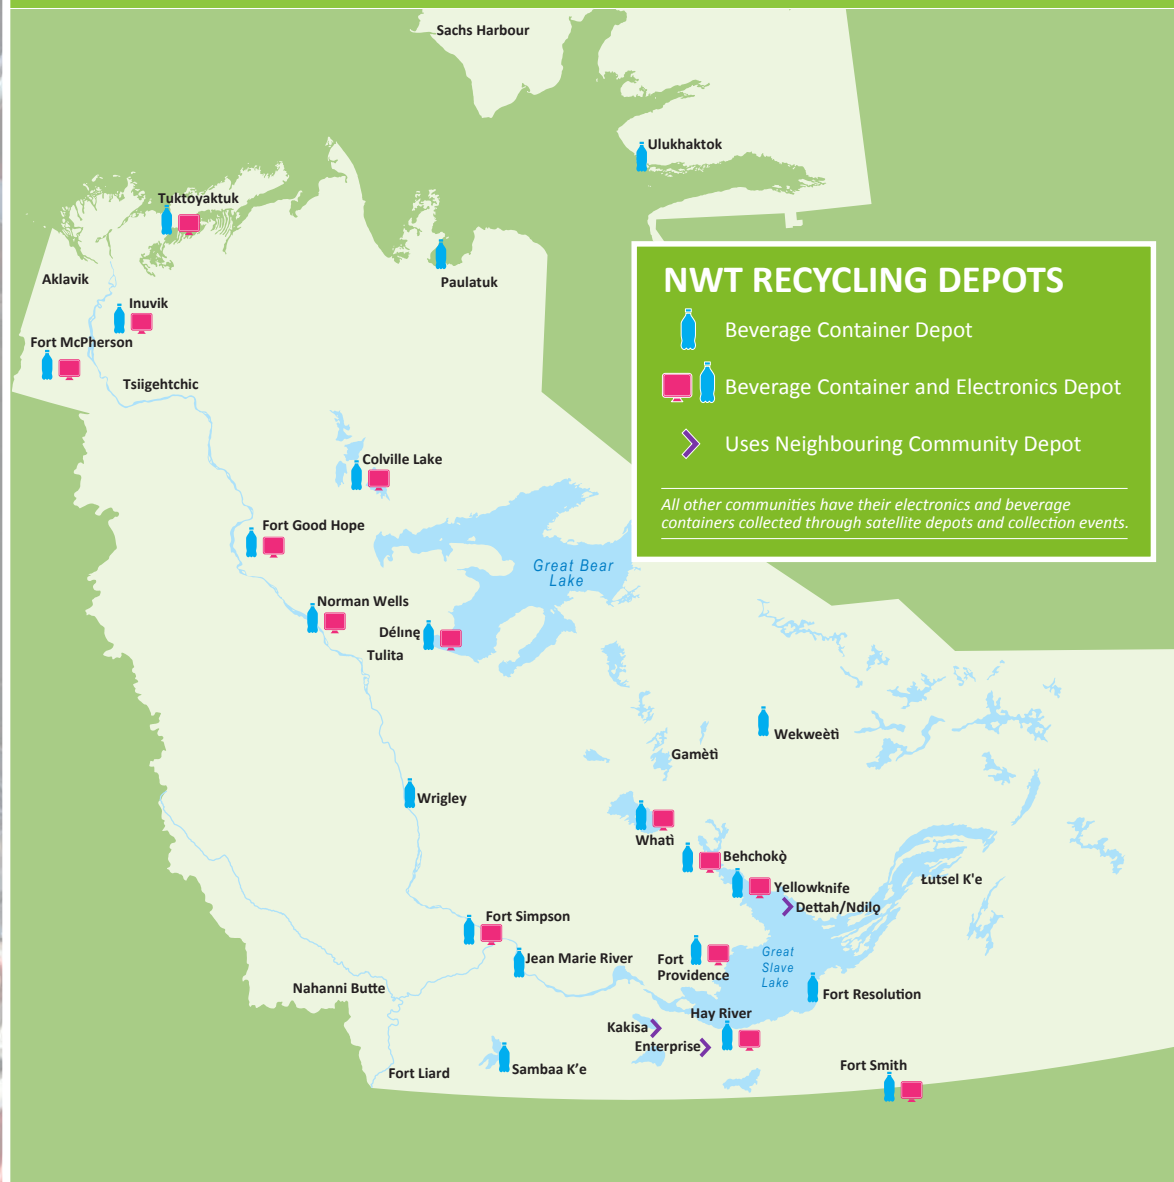 Sachs Harbour
Ulukhaktok
Tuktoyaktuk
Paulatuk
Aklavik
Inuvik
Fort McPherson
Tsiigehtchic
NWT RECYCLING DEPOTS
Beverage Container Depot
Beverage Container and Electronics Depot
Uses Neighbouring Community Depot
All other communities have their electronics and beverage
containers collected through satellite depots and collection events.
Colville Lake
Fort Good Hope
Great Bear
Lake
Norman Wells
Délı̨nę
Tulita
Wekweètì
Gamètì
Wrigley
Whatì
Behchokǫ̀
Yellowknife
Dettah/Ndilǫ
Łutsel K'e
Fort Simpson
Jean Marie River
Fort
Providence
Great
Slave
Lake
Nahanni Butte
Fort Resolution
Hay River
Kakisa
Enterprise
Sambaa K’e
Fort Liard
Fort Smith